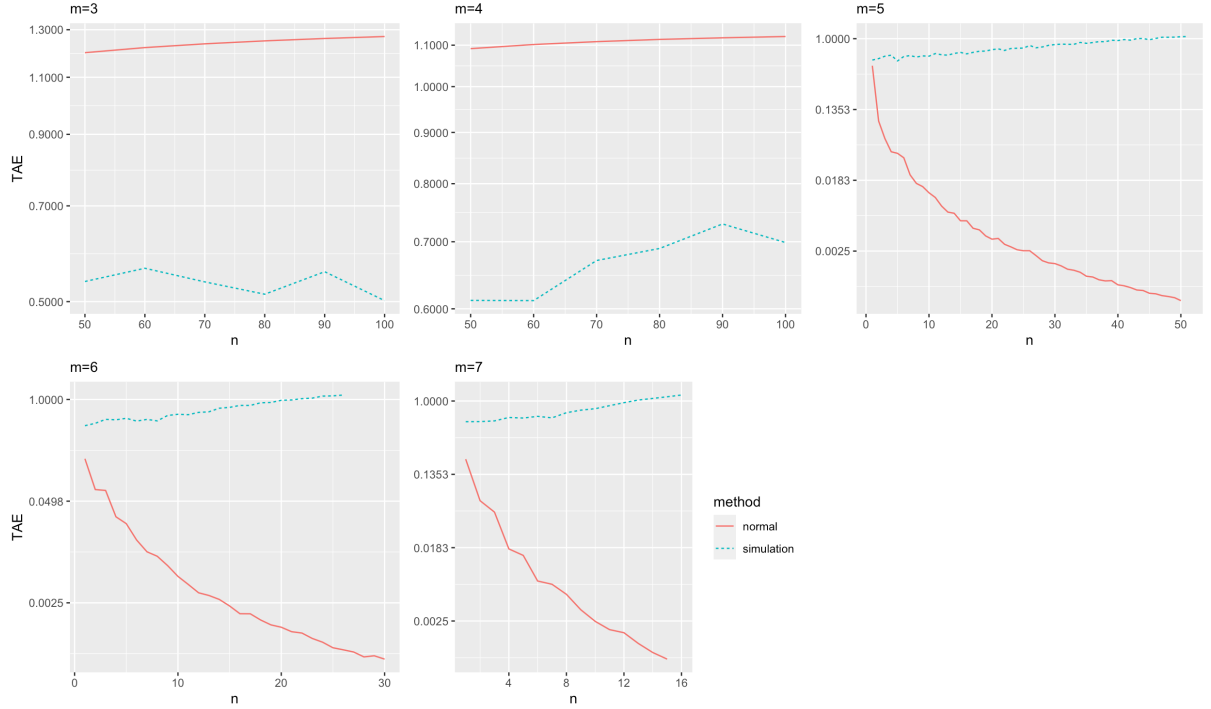 m=3
TAE
1.3000
1.1000
0.9000
0.7000
0.5000
50 60 70 80 90 100
n
m=4
1.1000
1.0000
0.9000
0.8000
0.7000
0.6000
50 60 70 80 90 100
n
m=5
1.0000
0.1353
0.0183
0.0025
0 10 20 30 40 50
n
m=6
TAE
1.0000
0.0498
0.0025
0 10 20 30
n
m=7
1.0000
0.1353
0.0183
0.0025
4 8 12 16
n
method
normal
simulation